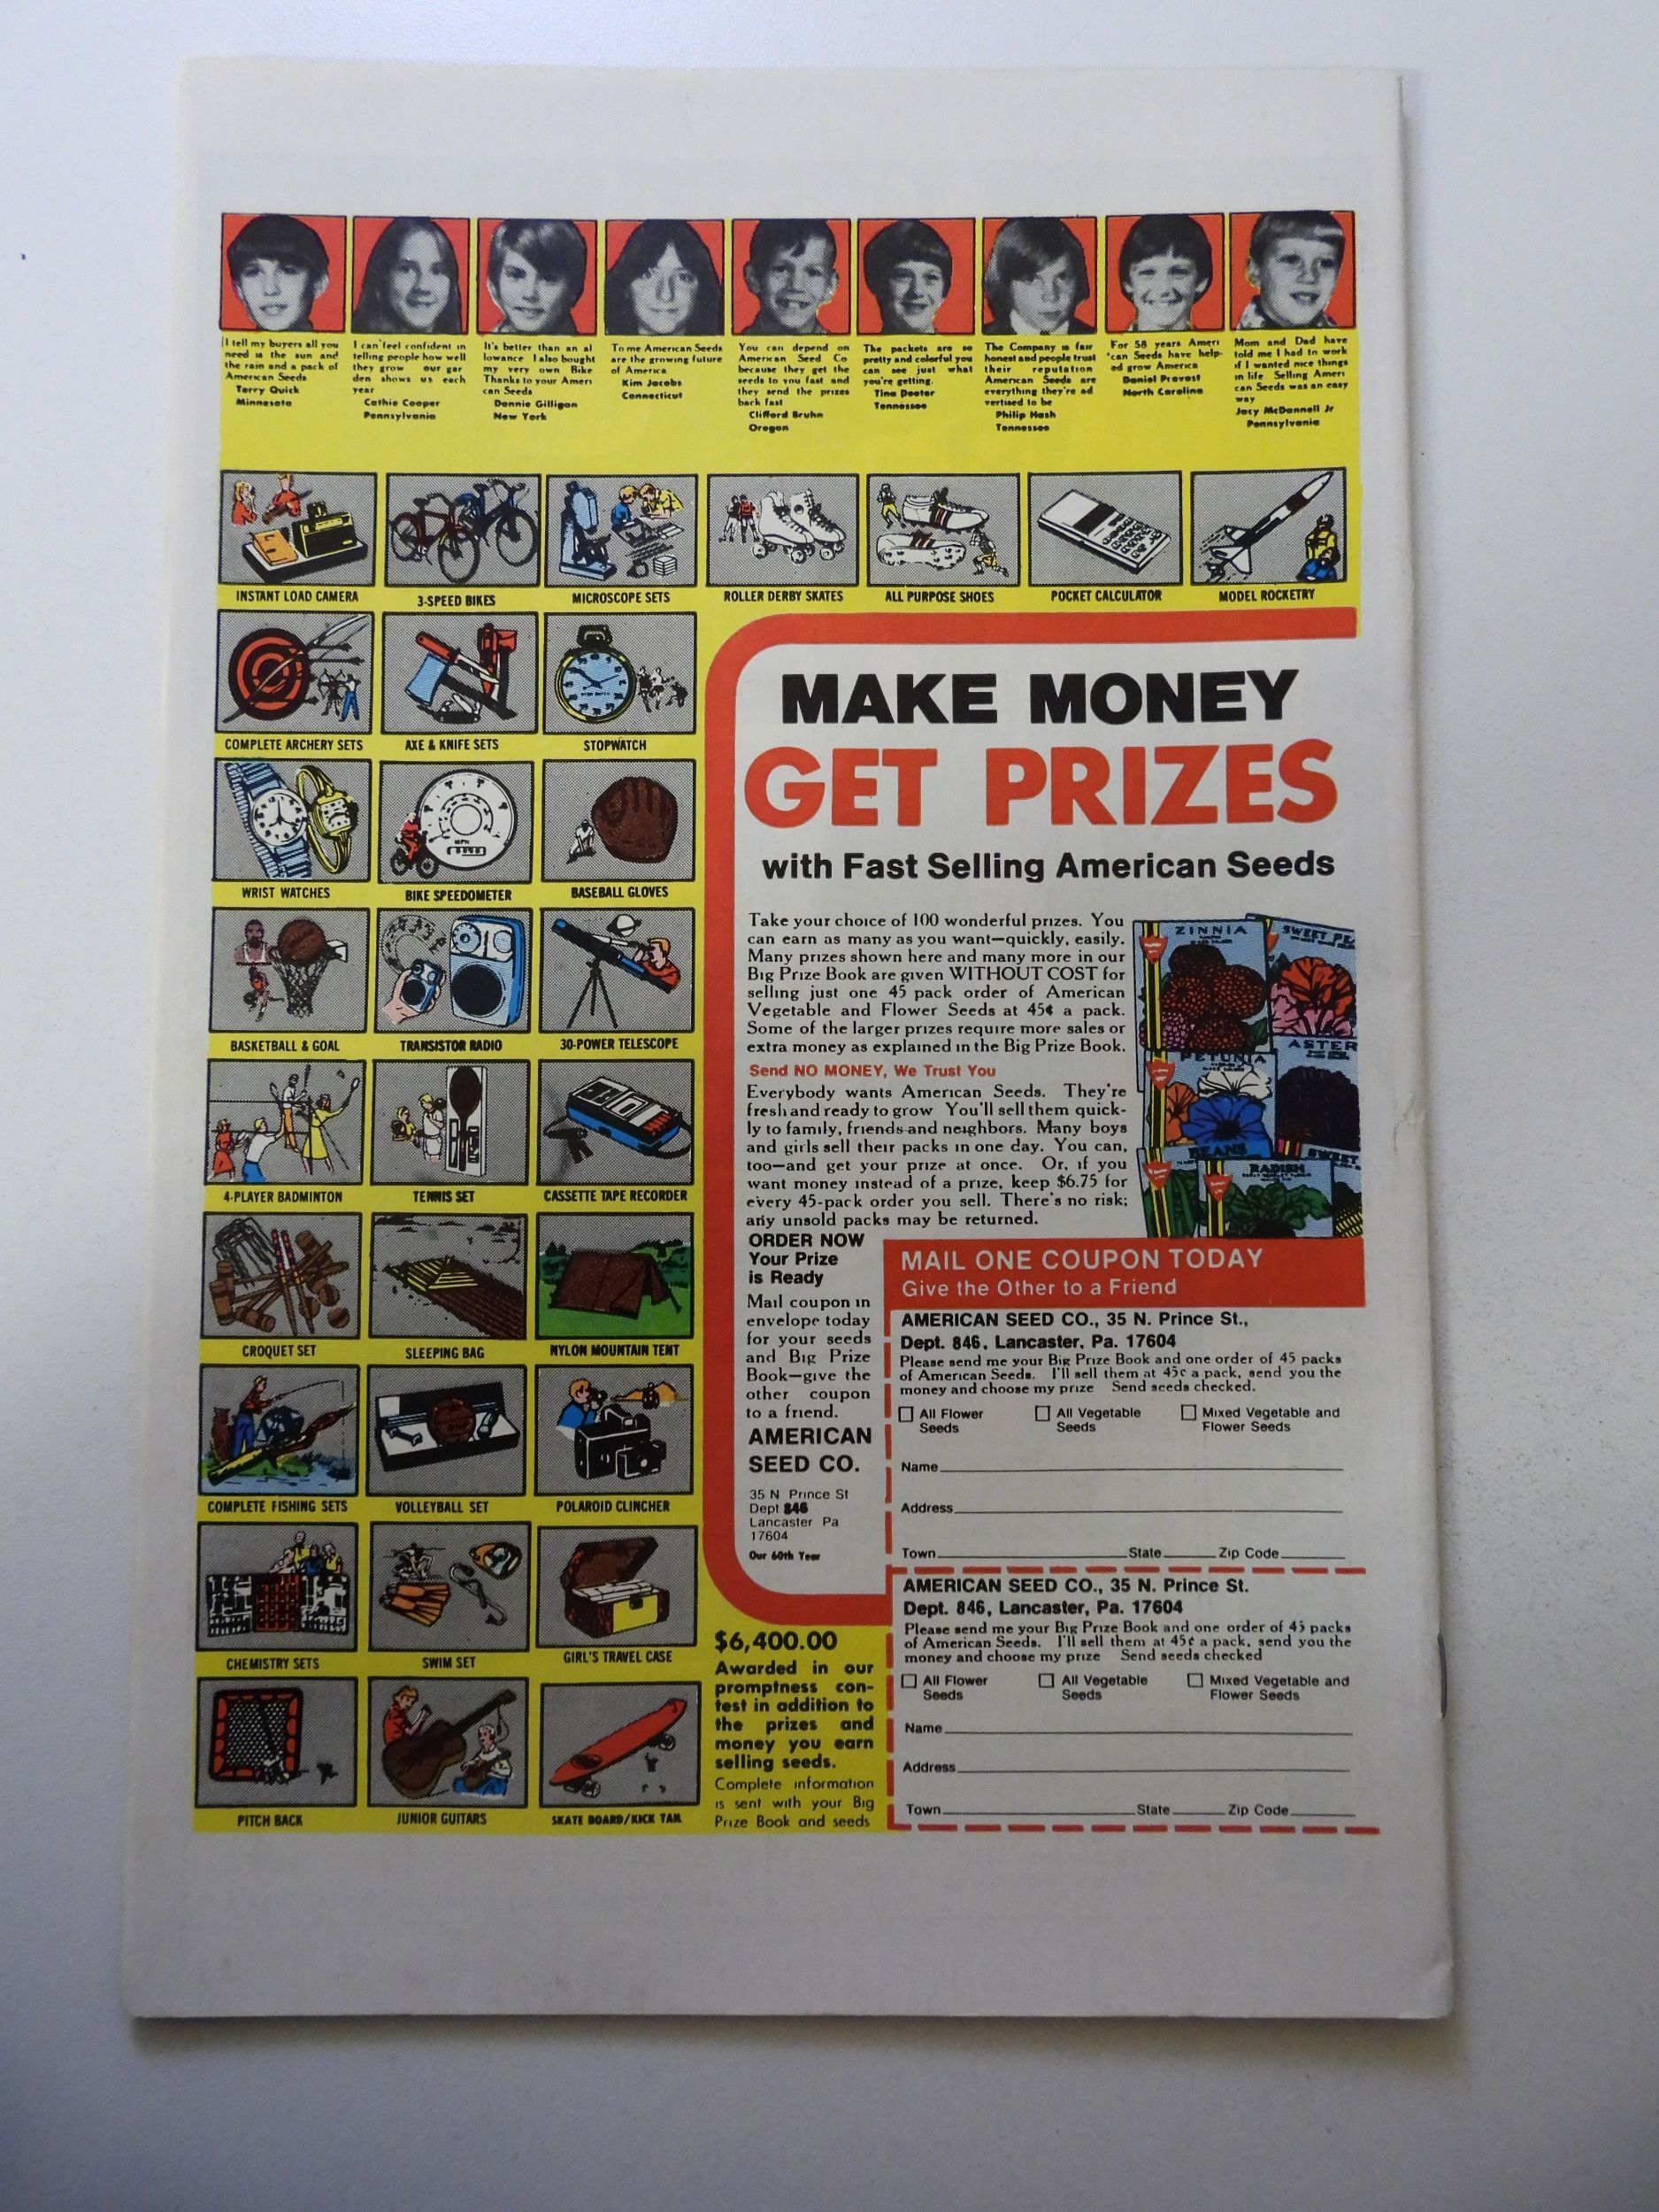 I tell my buyers all you
need is the sun and
the rain and a pack of
American Seeds
Terry Quick
Minnesota
I can feel confident in
telling people how well
they grow our gar
den shows us each
year
Cathie Cooper
Pennsylvania
It's better than an al
lowance I also bought
my very own Bike
Thanks to your Ameri
can Seeds
Donnie Gilligan
New York
To me American Seeds
are the growing future
of America
Kim Jacobs
Connecticut
You can depend on
American Seed Co
because they get the
seeds to you fast and
they send the prizes
back fast
Clifford Bruhn
Oregon
The packets are so
pretty and colorful you
can see just what
you're getting.
Tina Deeter
Tennessee
The Company is fair
honest and people trust
their reputation
American Seeds are
everything they're ad
vertised to be
Philip Hash
Tennessee
For 58 years Ameri
can Seeds have help-
ed grow America
Daniel Provost
North Carolina
Mom and Dad have
told me I had to work
if I wanted nice things
in life Selling Ameri
can Seeds was an easy
way
Jacy McDannell Jr
Pennsylvania
INSTANT LOAD CAMERA
3-SPEED BIKES
MICROSCOPE SETS
ROLLER DERBY SKATES
ALL PURPOSE SHOES
POCKET CALCULATOR
MODEL ROCKETRY
COMPLETE ARCHERY SETS
AXE & KNIFE SETS
STOPWATCH
WRIST WATCHES
MPH
BIKE SPEEDOMETER
BASEBALL GLOVES
BASKETBALL & GOAL
TRANSISTOR RADIO
30-POWER TELESCOPE
4-PLAYER BADMINTON
TENNIS SET
CASSETTE TAPE RECORDER
CROQUET SET
SLEEPING BAG
NYLON MOUNTAIN TENT
COMPLETE FISHING SETS
VOLLEYBALL SET
POLAROID CLINCHER
CHEMISTRY SETS
SWIM SET
GIRL'S TRAVEL CASE
PITCH BACK
JUNIOR GUITARS
SKATE BOARD/KICK TAIL
MAKE MONEY
GET PRIZES
with Fast Selling American Seeds
Take your choice of 100 wonderful prizes. You
can earn as many as you want—quickly, easily.
Many prizes shown here and many more in our
Big Prize Book are given WITHOUT COST for
selling just one 45 pack order of American
Vegetable and Flower Seeds at 45¢ a pack.
Some of the larger prizes require more sales or
extra money as explained in the Big Prize Book.
Send NO MONEY, We Trust You
Everybody wants American Seeds. They're
fresh and ready to grow You'll sell them quick-
ly to family, friends and neighbors. Many boys
and girls sell their packs in one day. You can,
too—and get your prize at once. Or, if you
want money instead of a prize, keep $6.75 for
every 45-pack order you sell. There's no risk;
any unsold packs may be returned.
ZINNIA
SWEET PE
ASTER
PETUNIA
BEANS
RADISH
SWEET
ORDER NOW
Your Prize
is Ready
Mail coupon in
envelope today
for your seeds
and Big Prize
Book—give the
other coupon
to a friend.
AMERICAN
SEED CO.
35 N Prince St
Dept 846
Lancaster Pa
17604
Our 60th Year
MAIL ONE COUPON TODAY
Give the Other to a Friend
AMERICAN SEED CO., 35 N. Prince St.,
Dept. 846, Lancaster, Pa. 17604
Please send me your Big Prize Book and one order of 45 packs
of American Seeds. I'll sell them at 45¢ a pack, send you the
money and choose my prize Send seeds checked.
All Flower
Seeds
All Vegetable
Seeds
Mixed Vegetable and
Flower Seeds
Name
Address
Town State Zip Code
AMERICAN SEED CO., 35 N. Prince St.
Dept. 846, Lancaster, Pa. 17604
Please send me your Big Prize Book and one order of 45 packs
of American Seeds. I'll sell them at 45¢ a pack, send you the
money and choose my prize Send seeds checked
All Flower
Seeds
All Vegetable
Seeds
Mixed Vegetable and
Flower Seeds
Name
Address
Town State Zip Code
$6,400.00
Awarded in our
promptness con-
test in addition to
the prizes and
money you earn
selling seeds.
Complete information
is sent with your Big
Prize Book and seeds